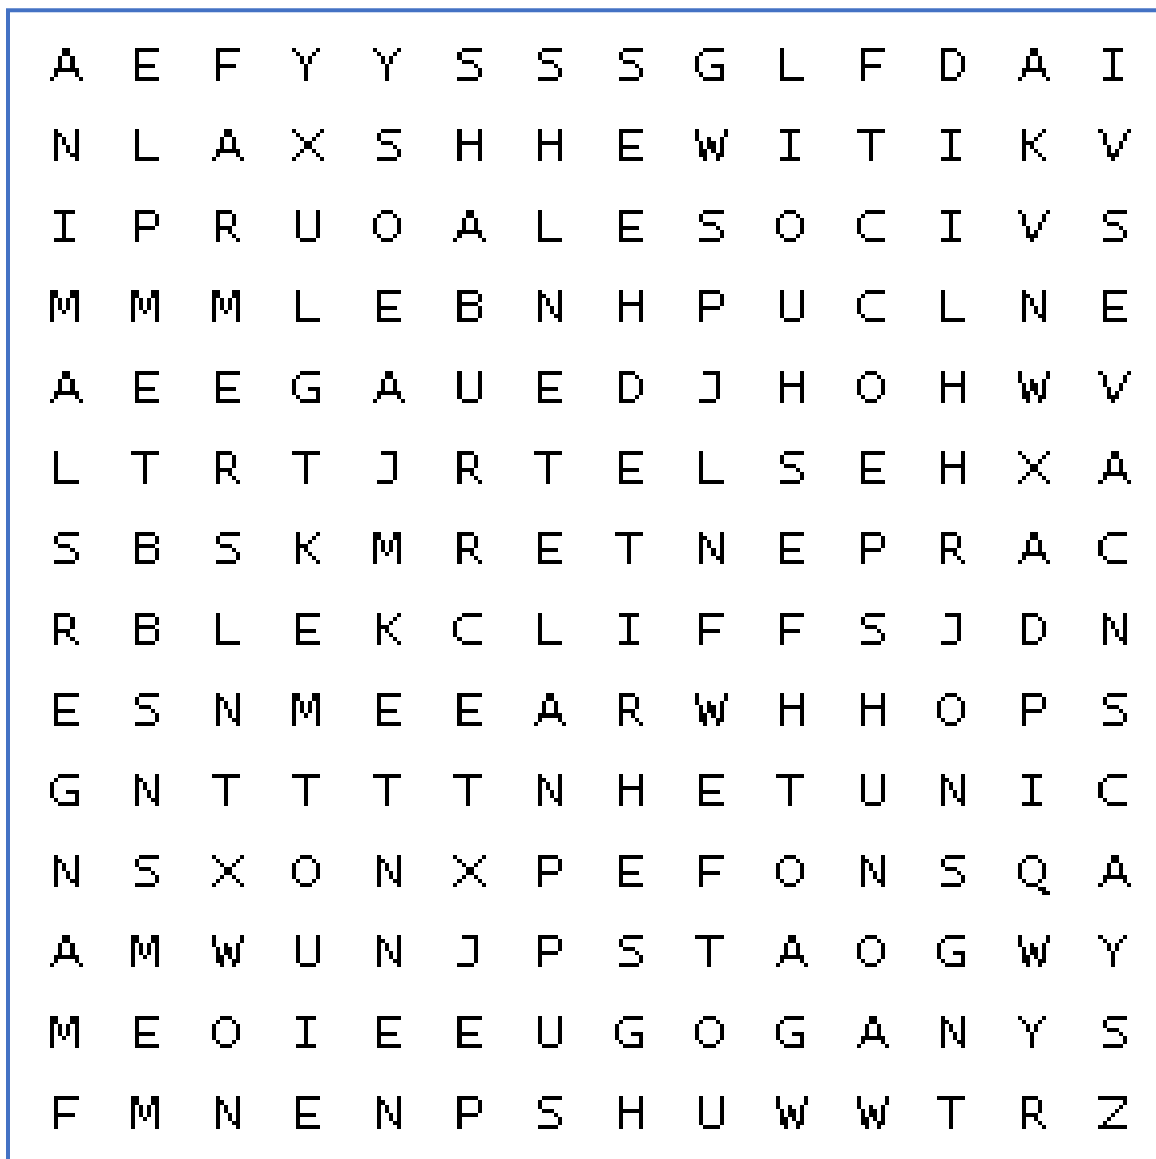 A E F Y Y S S S G L F D A I
N L A X S H H E W I T I K V
I P R U O A L E S O C I V S
M M M L E B N H P U C L N E
A E E G A U E D J H O H W V
L T R T J R T E L S E H X A
S B S K M R E T N E P R A C
R B L E K C L I F F S J D N
E S N M E E A R W H H O P S
G N T T T T N H E T U N I C
N S X O N X P E F O N S Q A
A M W U N J P S T A O G W Y
M E O I E E U G O G A N Y S
F M N E N P S H U W W T R Z